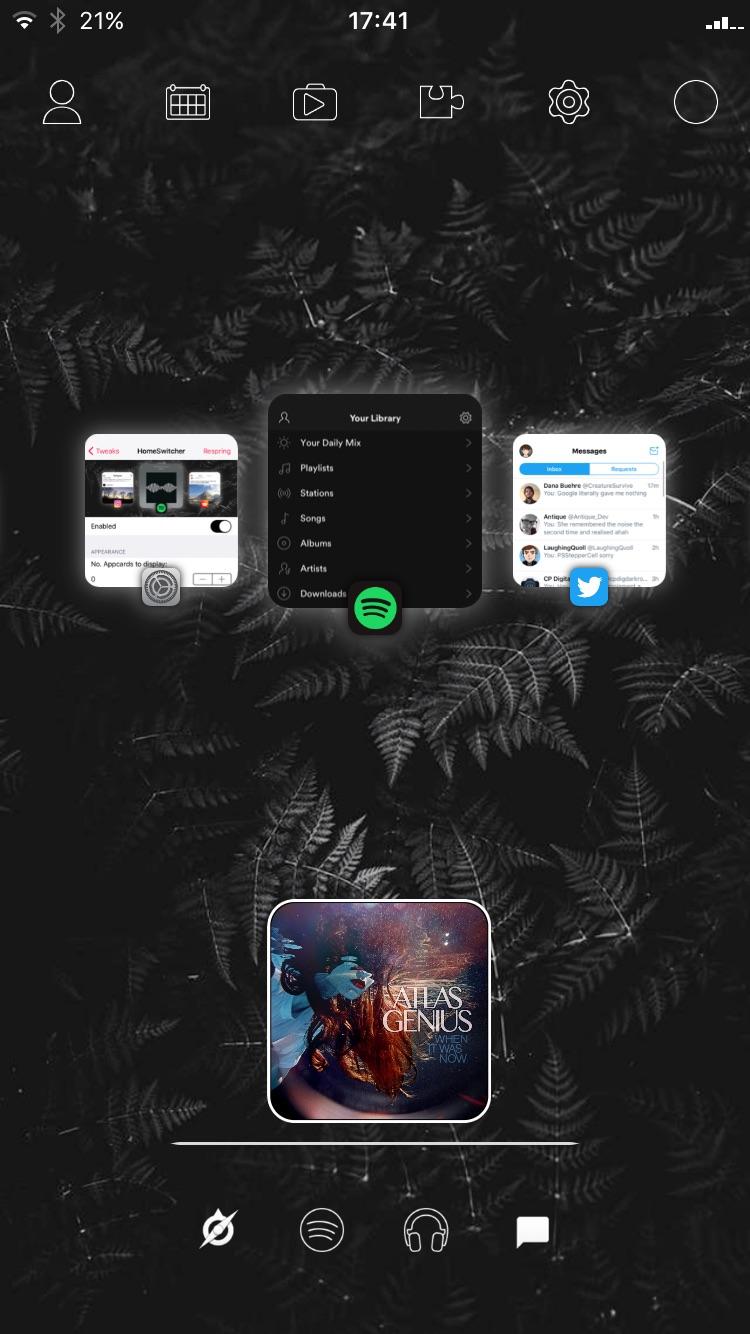 21%
17:41
Tweaks
HomeSwitcher
Respring
Enabled
APPEARANCE
No. Appcards to display:
0
Your Library
Your Daily Mix
Playlists
Stations
Songs
Albums
Artists
Downloads
Messages
Inbox
Requests
Dana Buehre @CreatureSurvive 17m
You: Google literally gave me nothing
Antique @Antique_Dev 1h
You: She remembered the noise the
second time and realised ahah
LaughingQuoll @LaughingQuoll 2h
You: PSStepperCell sorry
CP Digita
3h
ATLAS
GENIUS
WHEN
IT WAS
NOW